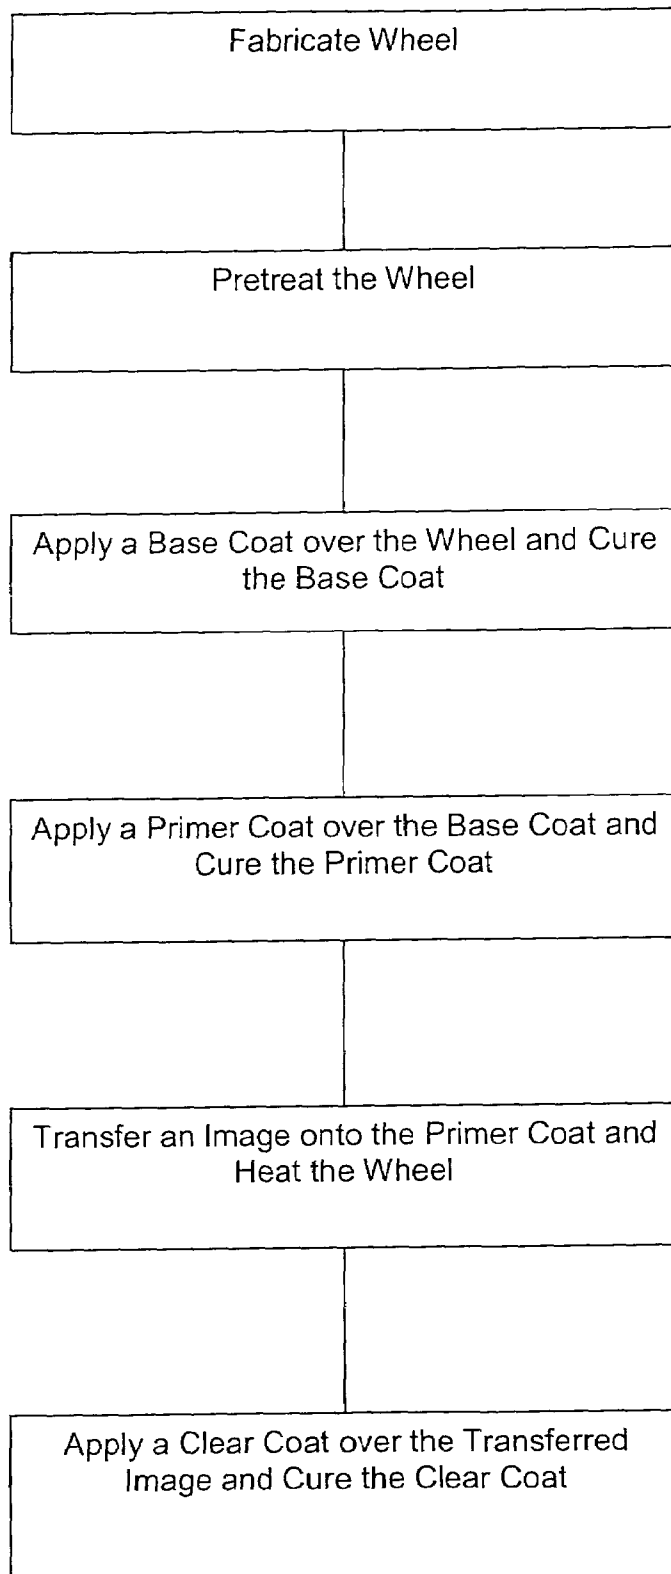 Fabricate Wheel
Pretreat the Wheel
Apply a Base Coat over the Wheel and Cure
the Base Coat
Apply a Primer Coat over the Base Coat and
Cure the Primer Coat
Transfer an Image onto the Primer Coat and
Heat the Wheel
Apply a Clear Coat over the Transferred
Image and Cure the Clear Coat